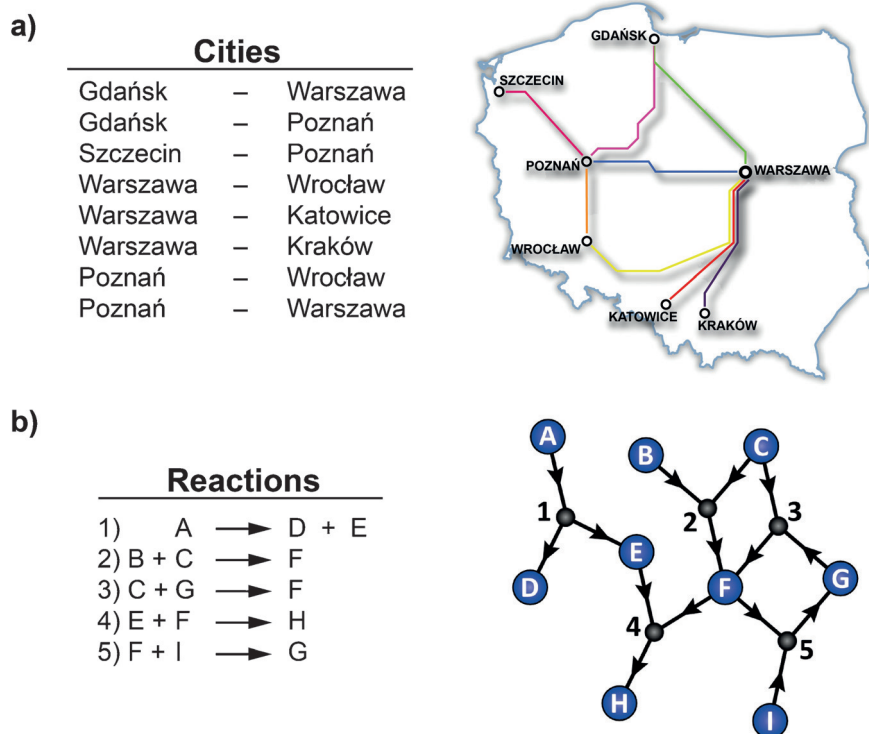 a)
Cities
Gdańsk – Warszawa
Gdańsk – Poznań
Szczecin – Poznań
Warszawa – Wrocław
Warszawa – Katowice
Warszawa – Kraków
Poznań – Wrocław
Poznań – Warszawa
GDAŃSK
SZCZECIN
POZNAŃ
WARSZAWA
WROCŁAW
KATOWICE
KRAKÓW
b)
Reactions
1) A → D + E
2) B + C → F
3) C + G → F
4) E + F → H
5) F + I → G
A
B
C
1
2
3
E
D
F
G
4
5
H
I